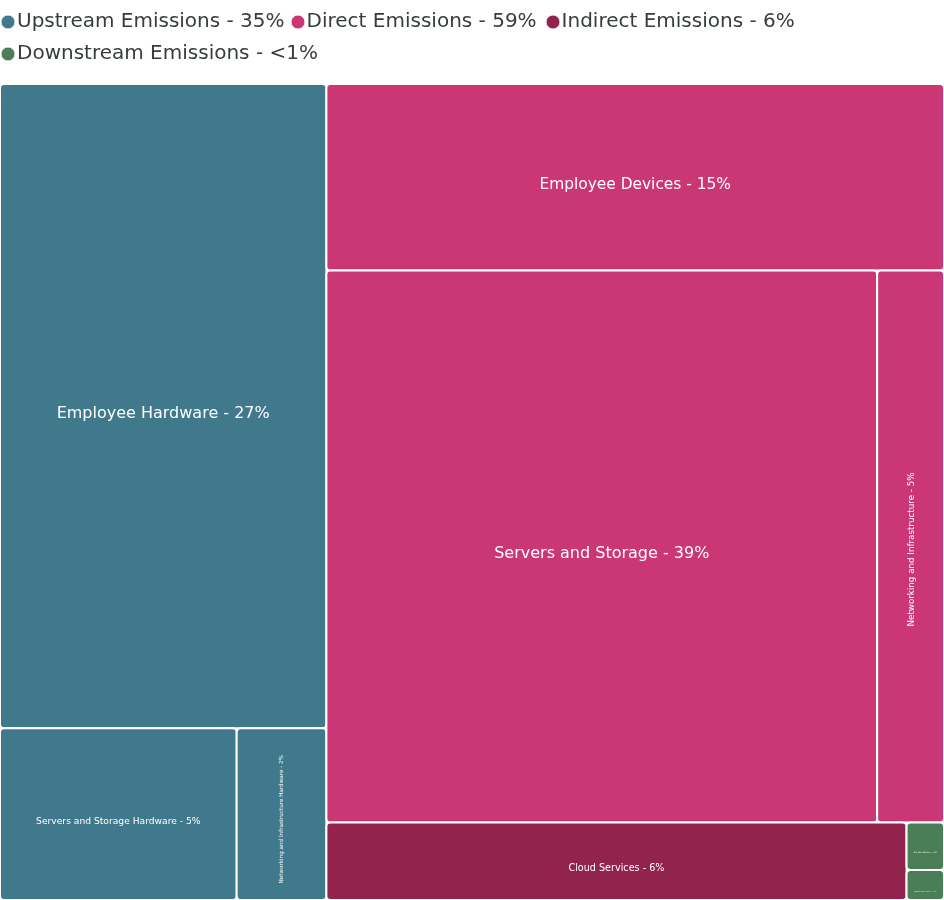 Upstream Emissions - 35% Direct Emissions - 59% Indirect Emissions - 6%
Downstream Emissions - <1%
Employee Devices - 15%
Employee Hardware - 27%
Servers and Storage - 39%
Networking and Infrastructure - 5%
Servers and Storage Hardware - 5%
Networking and Infrastructure Hardware - 2%
Cloud Services - 6%